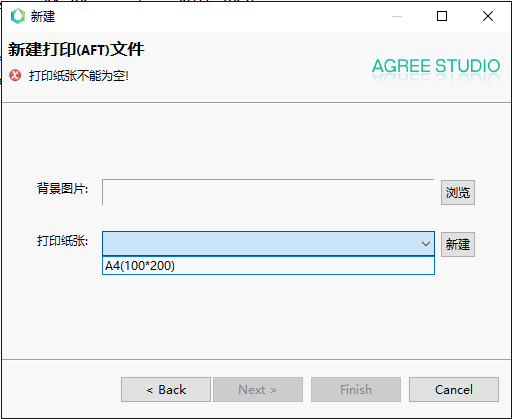 新建
新建打印(AFT)文件
打印纸张不能为空!
AGREE STUDIO
背景图片:
浏览
打印纸张:
新建
A4(100*200)
< Back
Next >
Finish
Cancel